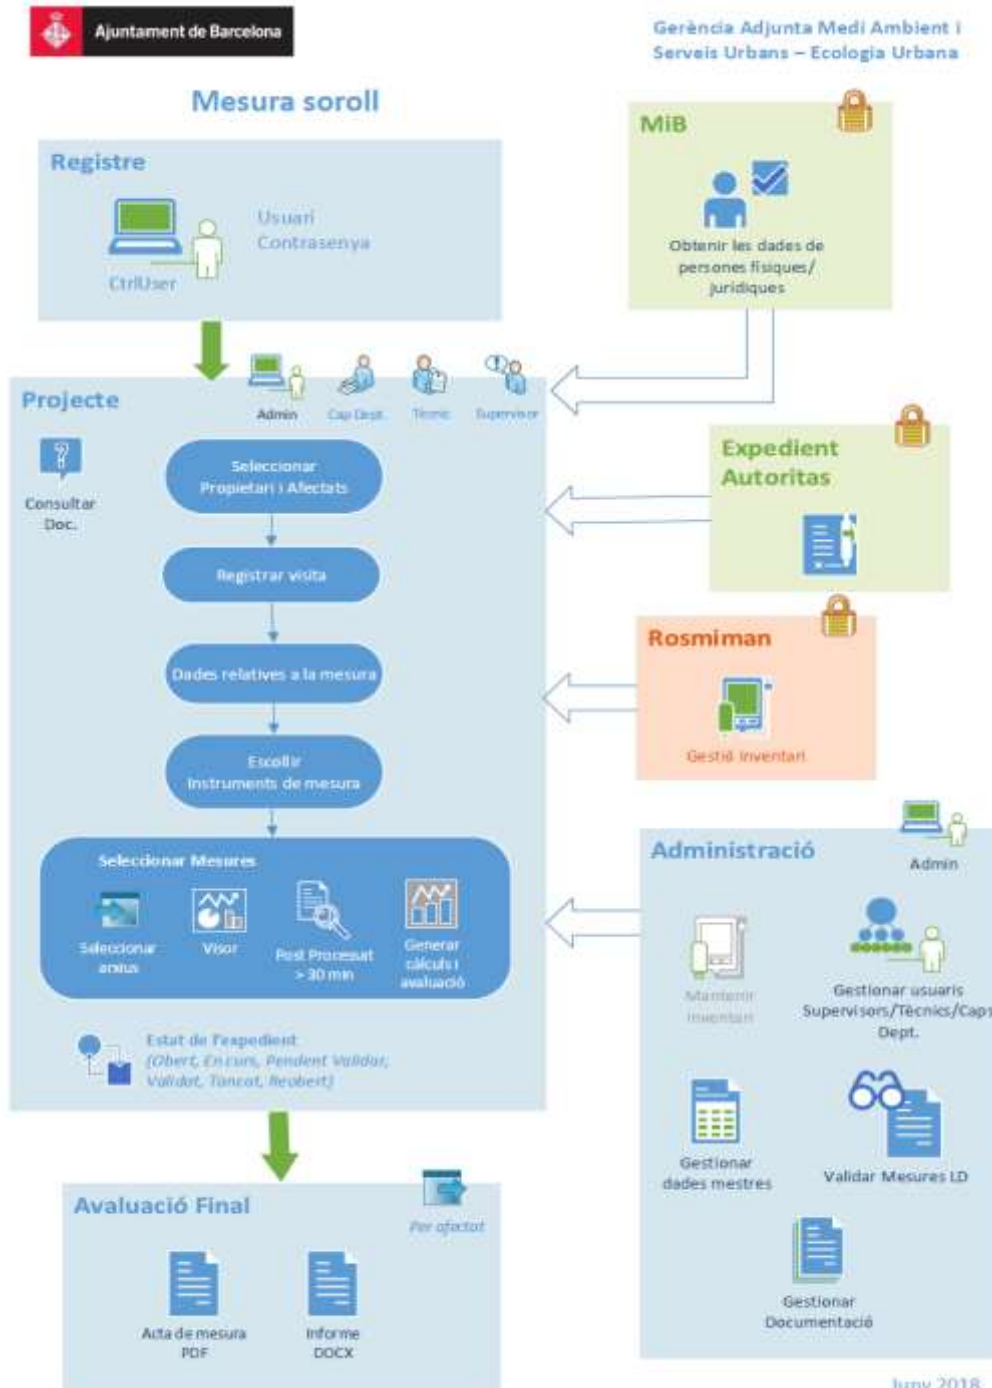 Ajuntament de Barcelona
Gerència Adjunta Medi Ambient i
Serveis Urbans – Ecologia Urbana
Mesura soroll
Registre
Usuari
Contrasenya
CtrlUser
MiB
Obtenir les dades de
persones físiques/
jurídiques
Projecte
Admin
Cap Dept.
Tècnic
Supervisor
Consultar
Doc.
Seleccionar
Propietari i Afectats
Registrar visita
Dades relatives a la mesura
Escollir
Instruments de mesura
Seleccionar Mesures
Seleccionar
arxius
Visor
Post Processat
> 30 min
Generar
càlculs i
avaluació
Estat de l'expedient
(Obert, En curs, Pendent Validar,
Validat, Tancat, Reobert)
Expedient
Autoritas
Rosmiman
Gestió Inventari
Administració
Admin
Mantenir
Inventari
Gestionar usuaris
Supervisors/Tècnics/Caps
Dept.
Gestionar
dades mestres
Validar Mesures LD
Gestionar
Documentació
Avaluació Final
Per afectat
Acta de mesura
PDF
Informe
DOCX
Juny 2018